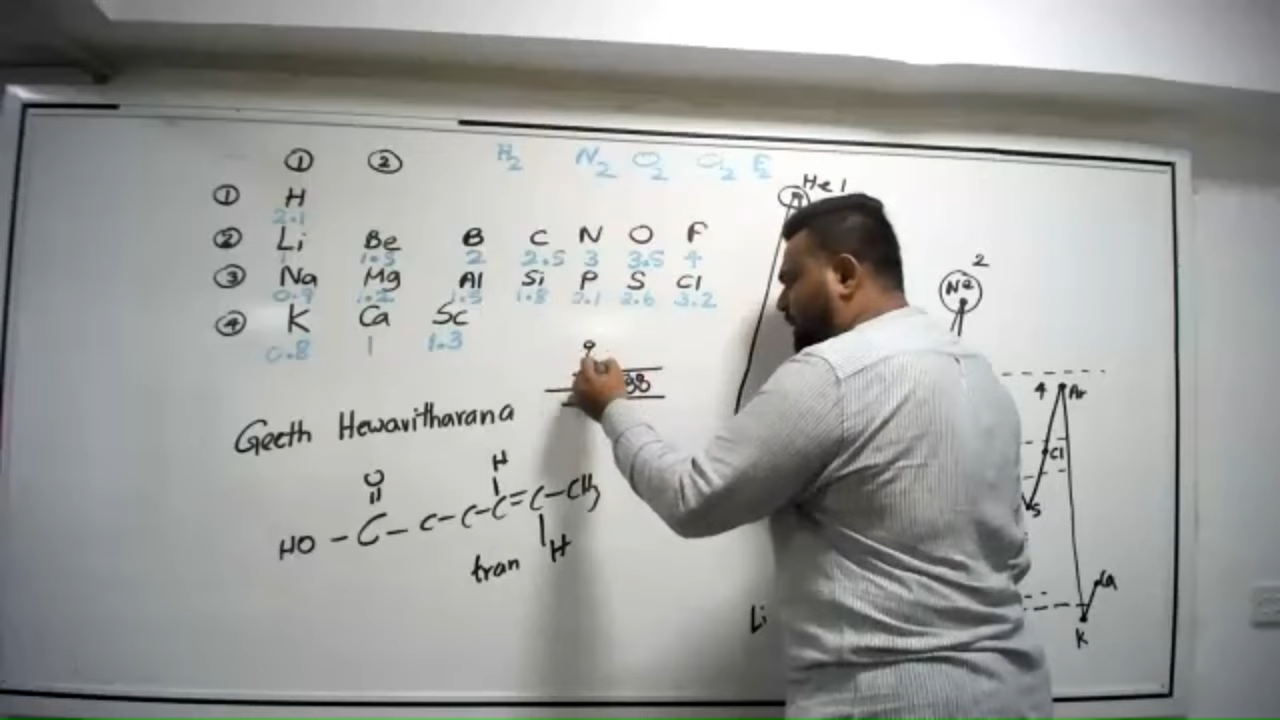 ① ② H₂ N₂ O₂ Cl₂ F₂
① H
2.1
② Li Be B C N O F
1 1.5 2 2.5 3 3.5 4
③ Na Mg Al Si P S Cl
0.9 1.2 1.5 1.8 2.1 2.6 3.2
④ K Ca Sc
0.8 1 1.3
He 1
Ne 2
4 Ar
Cl
S
Geeth Hewavitharana
H
O
HO - C - C - C - C = C - CH₃
H
tran
Li
K
Ca